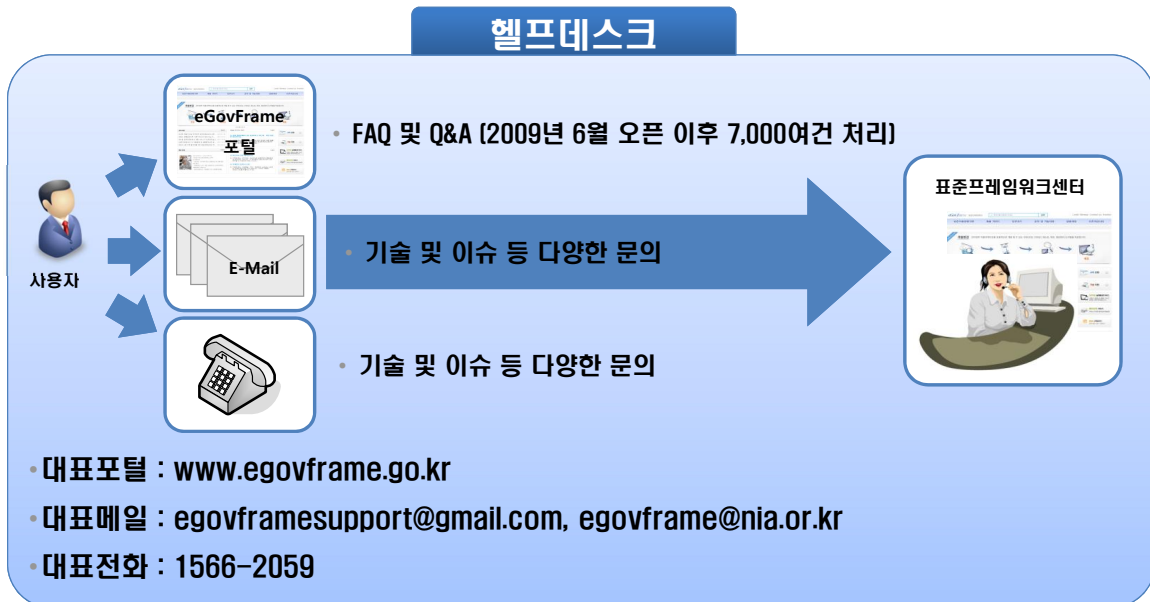 헬프데스크
eGovFrame
포털
• FAQ 및 Q&A (2009년 6월 오픈 이후 7,000여건 처리)
표준프레임워크센터
사용자
E-Mail
• 기술 및 이슈 등 다양한 문의
• 기술 및 이슈 등 다양한 문의
•대표포털 : www.egovframe.go.kr
•대표메일 : egovframesupport@gmail.com, egovframe@nia.or.kr
•대표전화 : 1566-2059